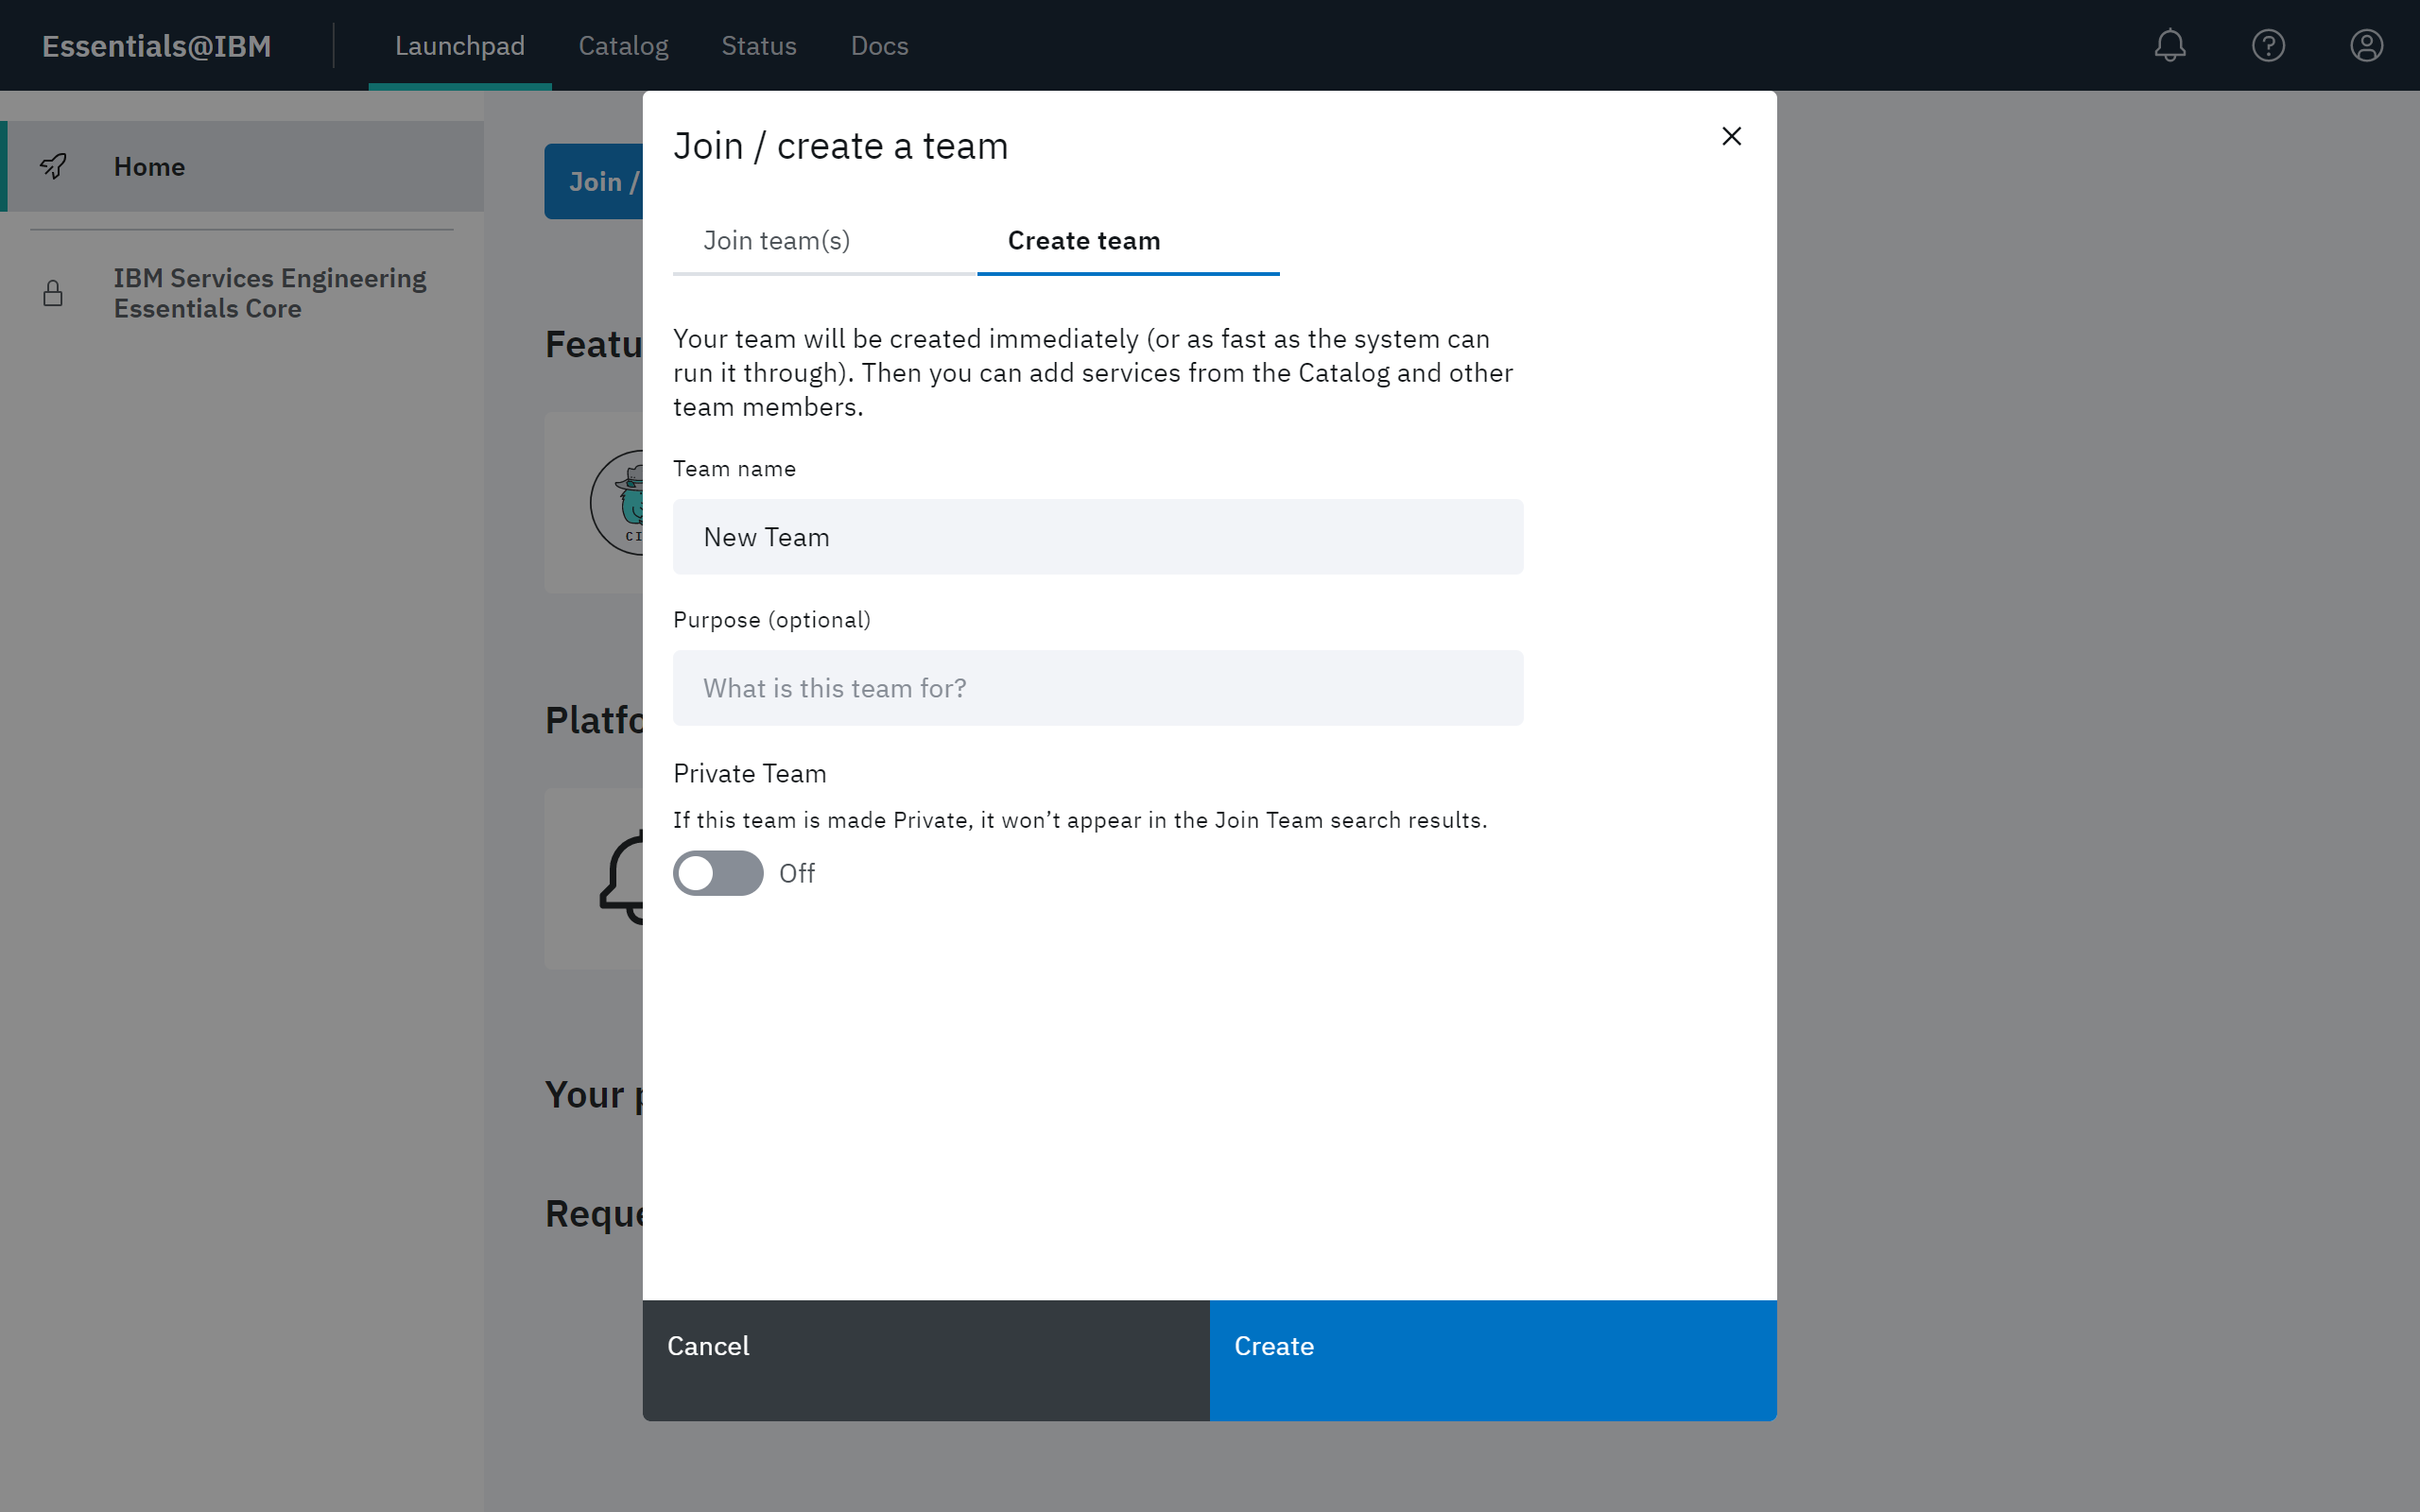 Essentials@IBM
Launchpad
Catalog
Status
Docs
Home
IBM Services Engineering
Essentials Core
Join /
Join / create a team
Join team(s)
Create team
Your team will be created immediately (or as fast as the system can
run it through). Then you can add services from the Catalog and other
team members.
Team name
New Team
Purpose (optional)
What is this team for?
Private Team
If this team is made Private, it won’t appear in the Join Team search results.
Off
Your
Cancel
Create